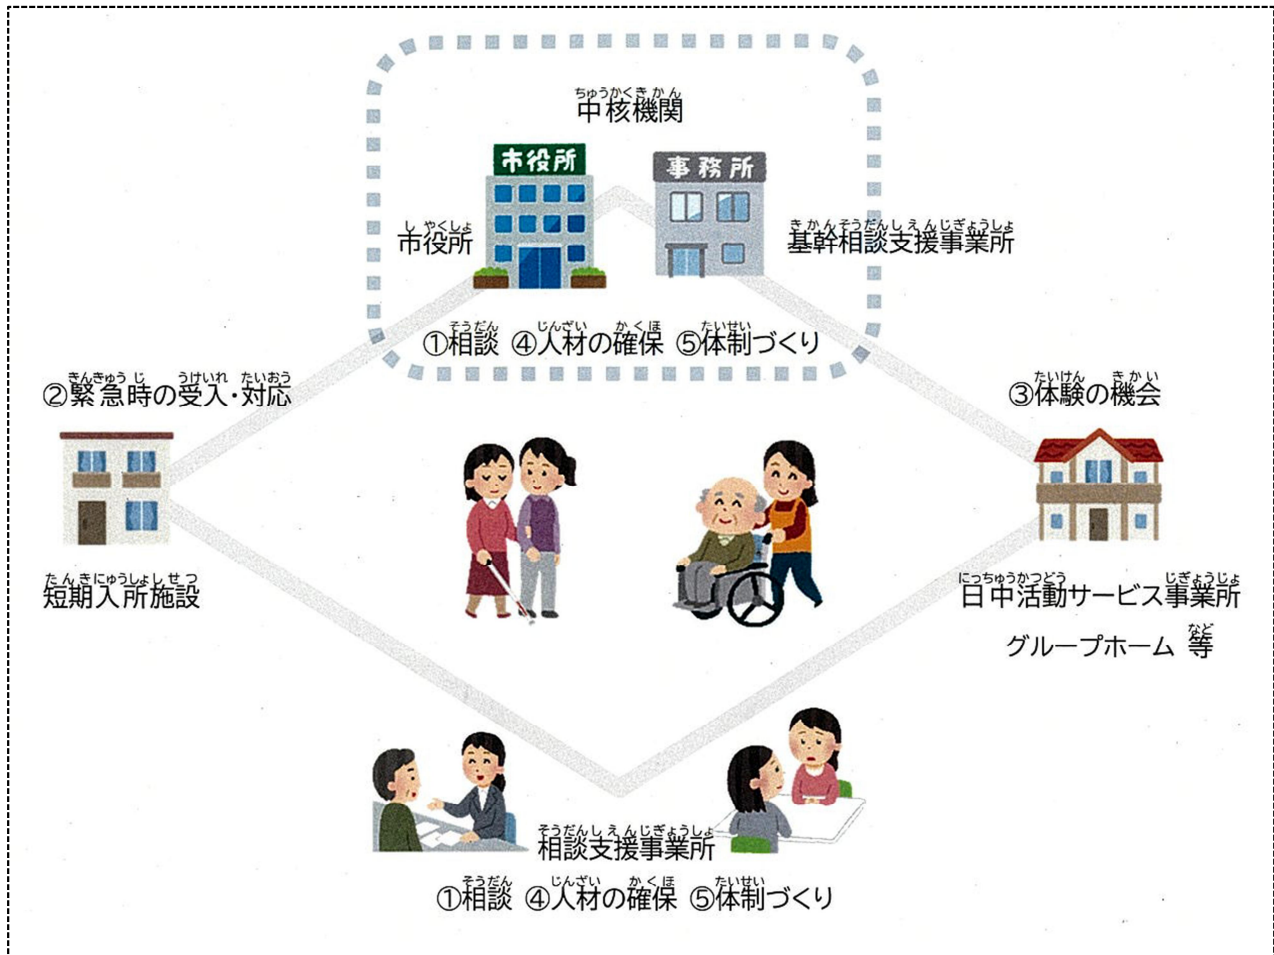 中核機関
市役所
事務所
市役所
基幹相談支援事業所
①相談 ④人材の確保 ⑤体制づくり
②緊急時の受入・対応
③体験の機会
短期入所施設
日中活動サービス事業所
グループホーム 等
相談支援事業所
①相談 ④人材の確保 ⑤体制づくり